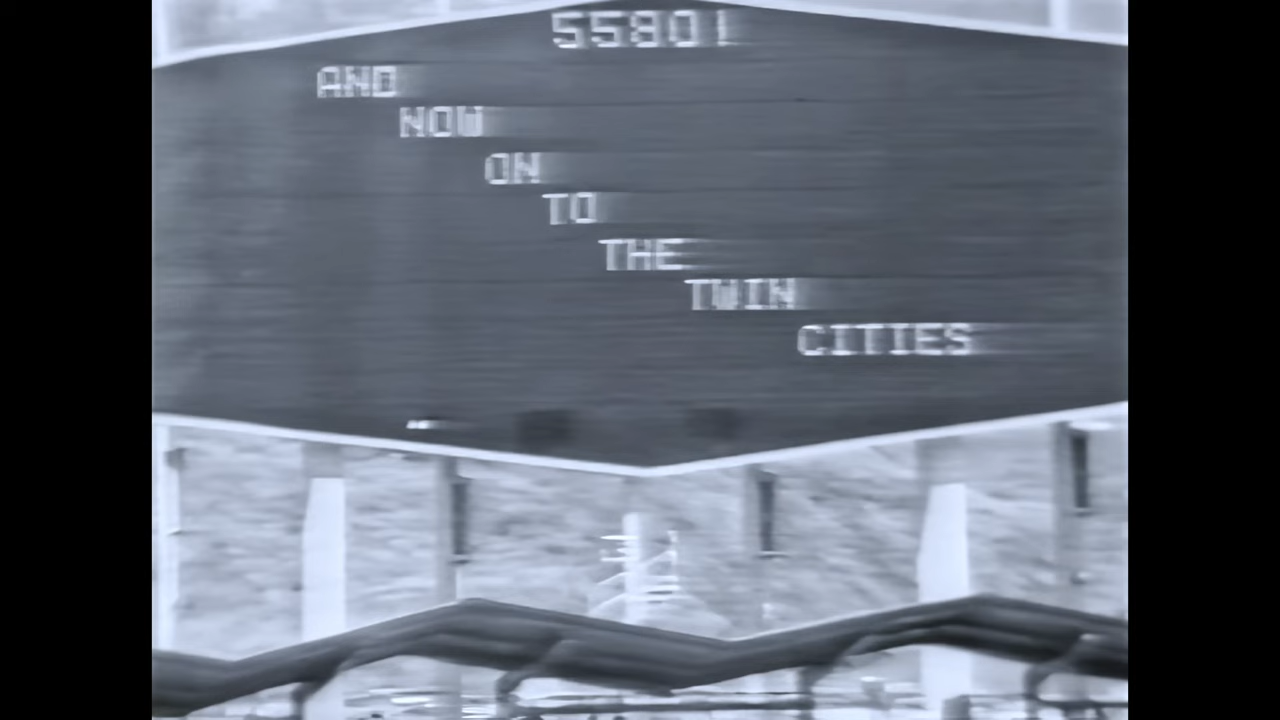 55801
AND
NOW
ON
TO
THE
TWIN
CITIES